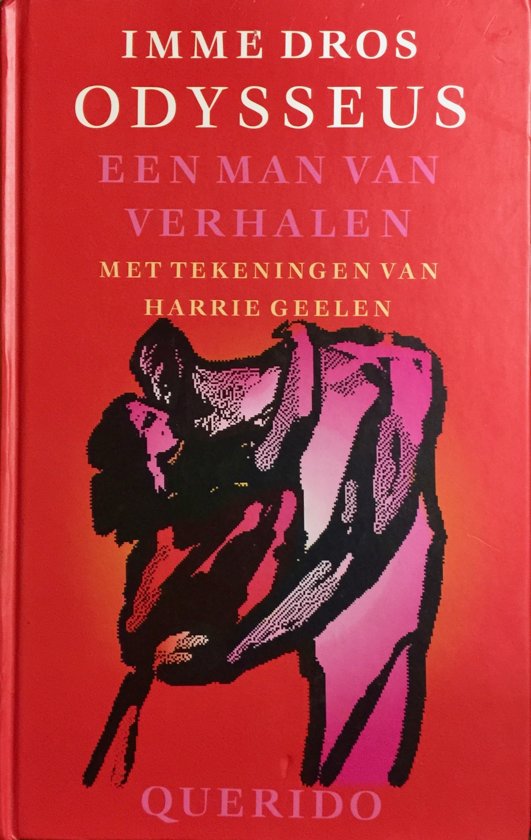 IMME DROS
ODYSSEUS
EEN MAN VAN
VERHALEN
MET TEKENINGEN VAN
HARRIE GEELEN
QUERIDO